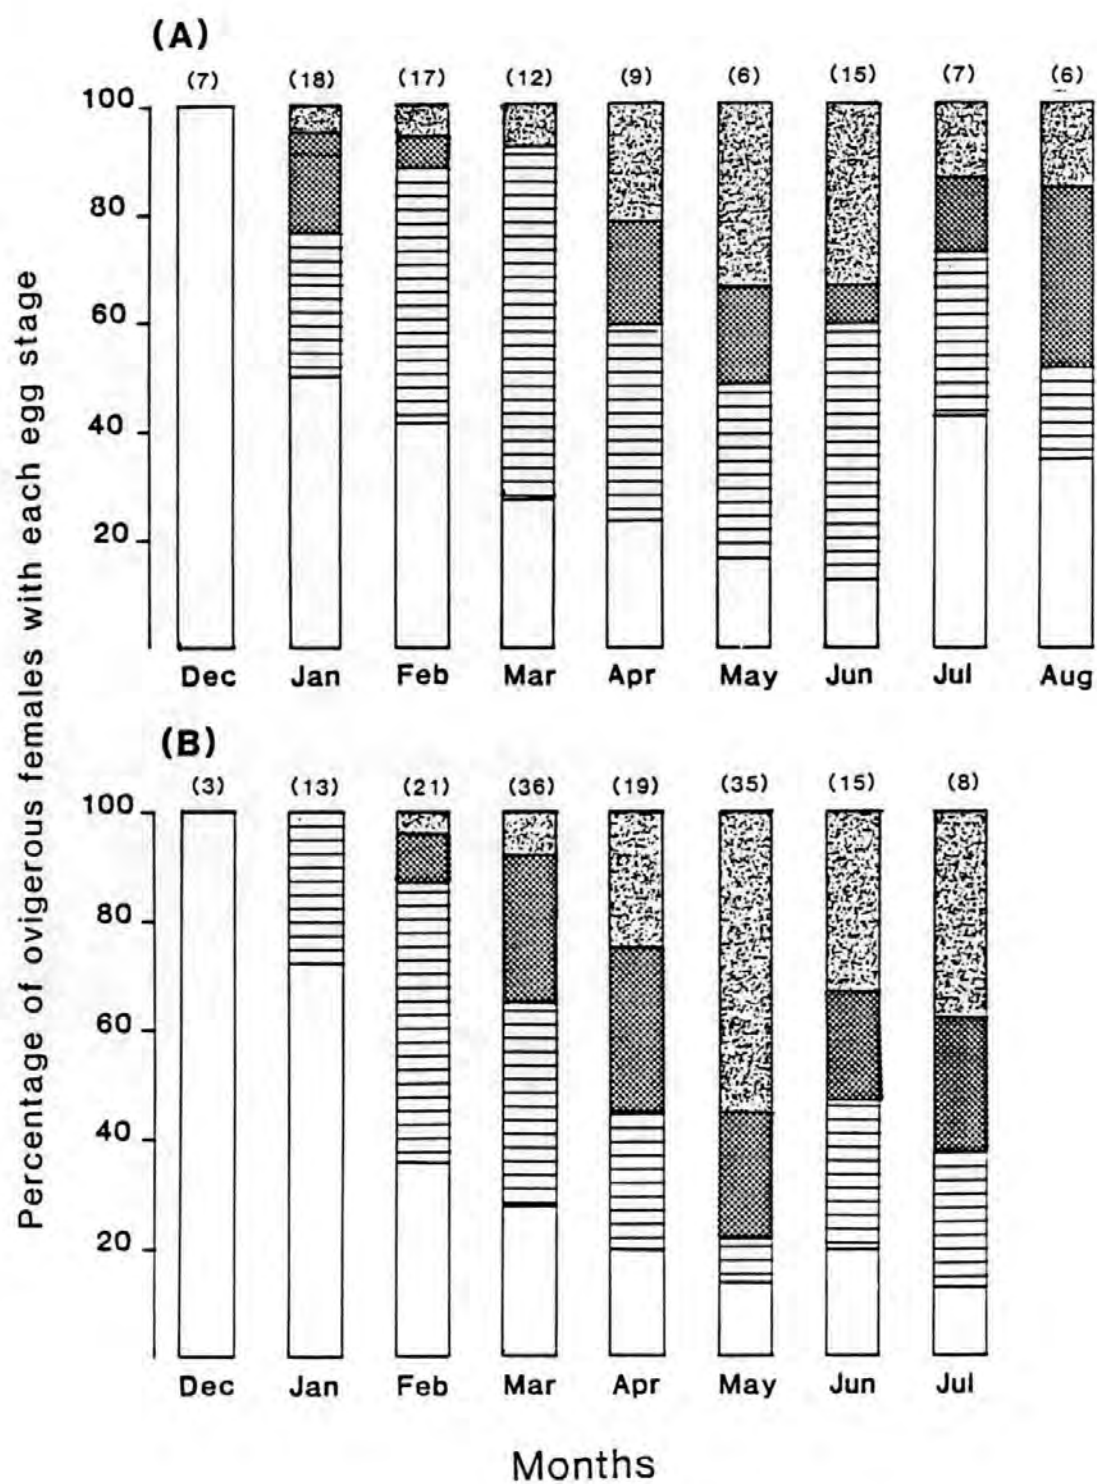 (A)
(7) (18) (17) (12) (9) (6) (15) (7) (6)
100
80
60
40
20
Dec Jan Feb Mar Apr May Jun Jul Aug
Percentage of ovigerous females with each egg stage
(B)
(3) (13) (21) (36) (19) (35) (15) (8)
100
80
60
40
20
Dec Jan Feb Mar Apr May Jun Jul
Months